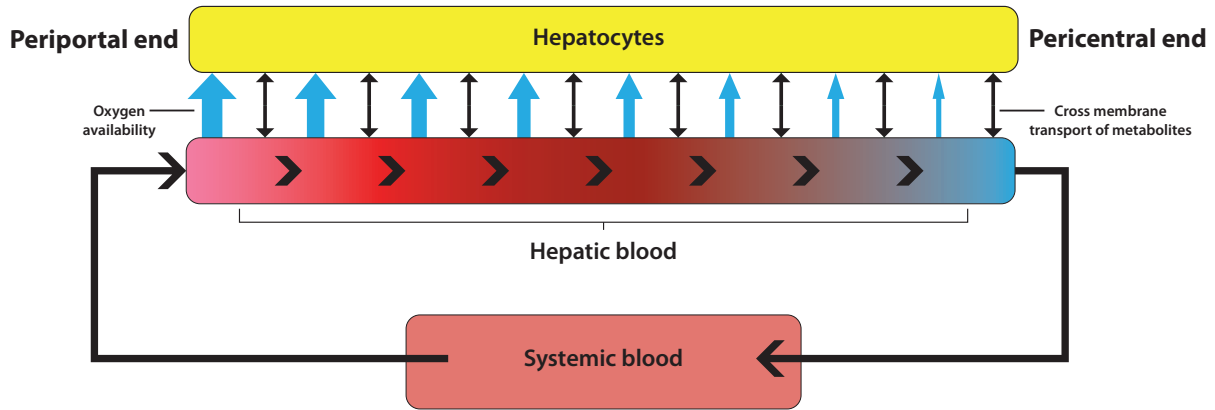 Periportal end
Hepatocytes
Pericentral end
Oxygen
availability
Cross membrane
transport of metabolites
Hepatic blood
Systemic blood